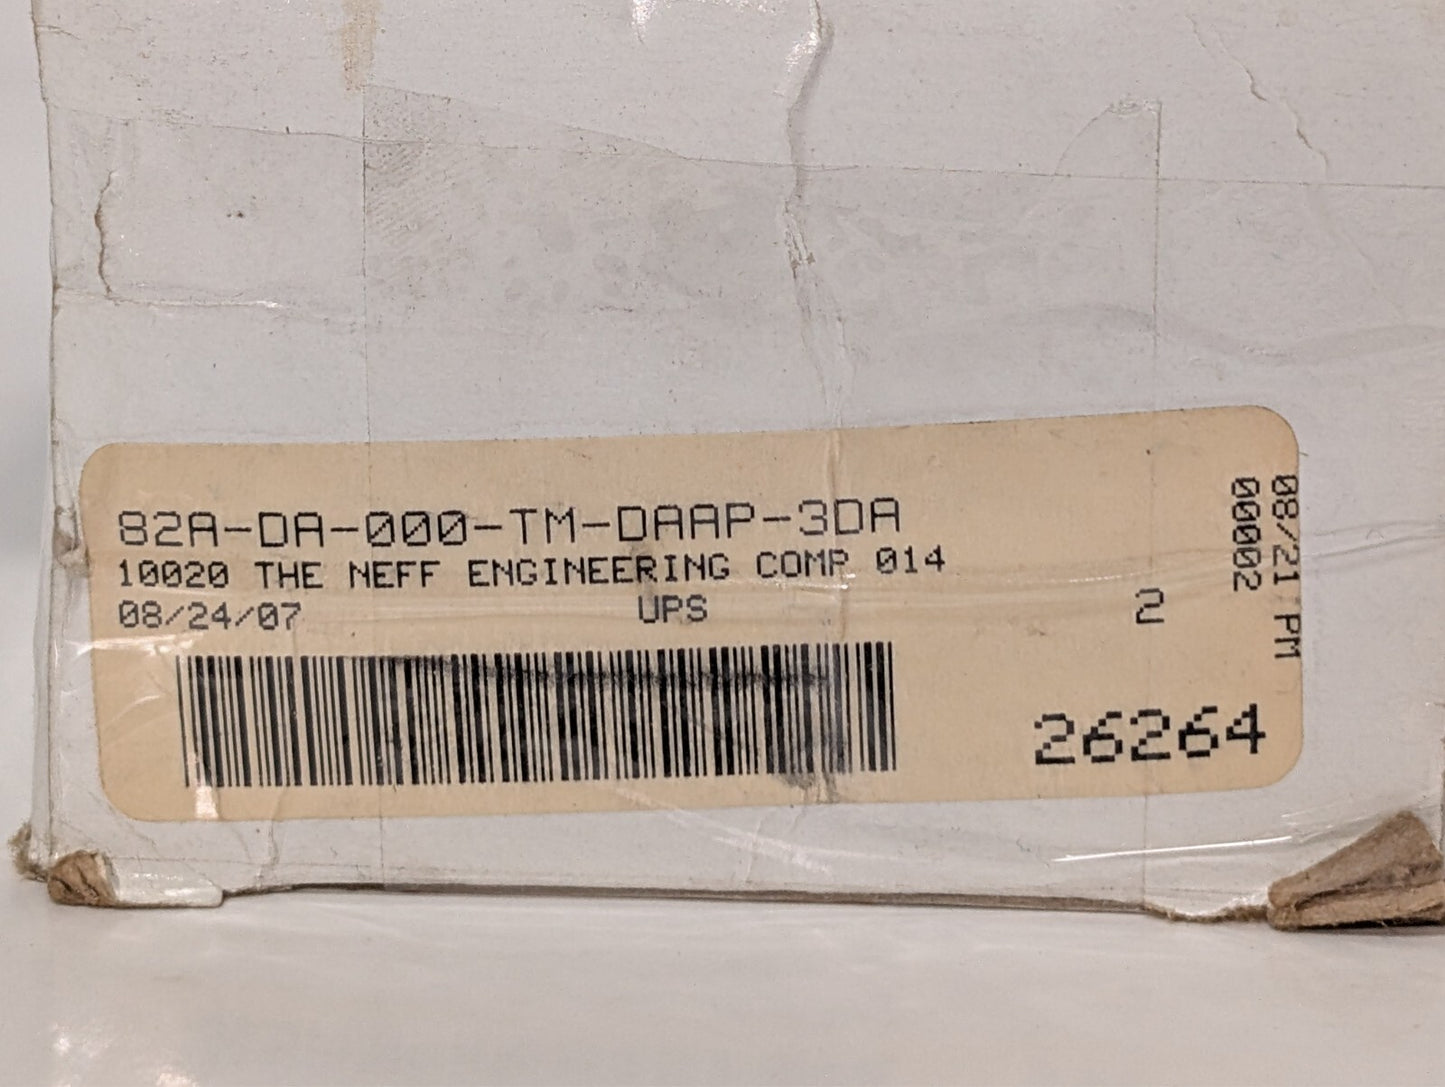 82A-DA-000-TM-DAAP-3DA
10020 THE NEFF ENGINEERING COMP 014
08/24/07 UPS 2
26264
08/21 PM
00002